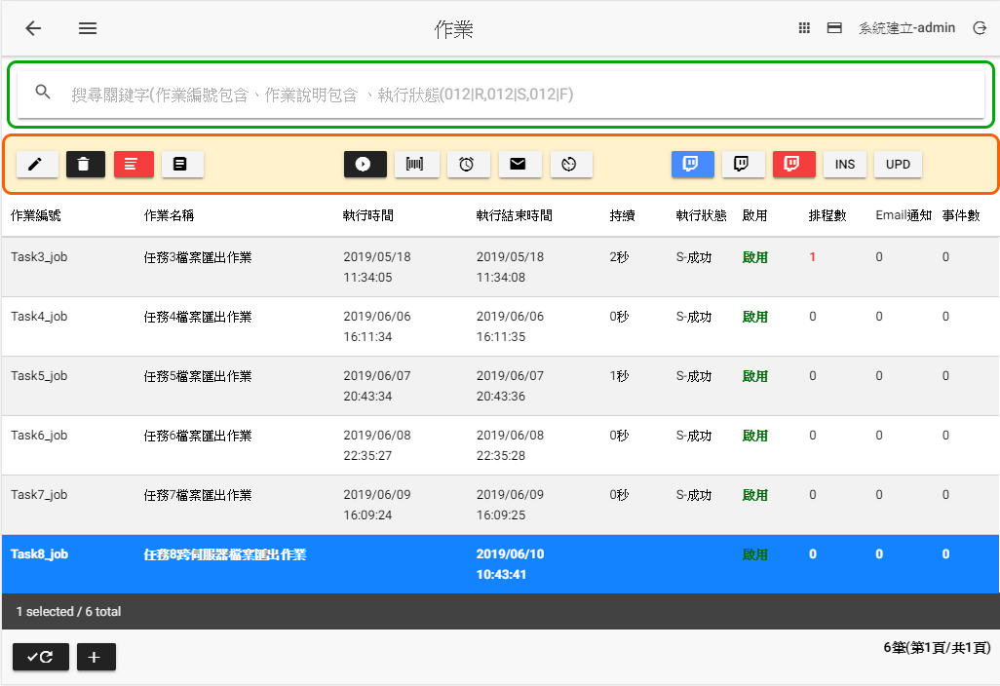 作業
系統建立-admin
搜尋關鍵字(作業編號包含、作業說明包含 、執行狀態(012|R,012|S,012|F)
INS UPD
作業編號 作業名稱 執行時間 執行結束時間 持續 執行狀態 啟用 排程數 Email通知 事件數
Task3_job 任務3檔案匯出作業 2019/05/18 2019/05/18 2秒 S-成功 啟用 1 0 0
11:34:05 11:34:08
Task4_job 任務4檔案匯出作業 2019/06/06 2019/06/06 0秒 S-成功 啟用 0 0 0
16:11:34 16:11:35
Task5_job 任務5檔案匯出作業 2019/06/07 2019/06/07 1秒 S-成功 啟用 0 0 0
20:43:34 20:43:36
Task6_job 任務6檔案匯出作業 2019/06/08 2019/06/08 0秒 S-成功 啟用 0 0 0
22:35:27 22:35:28
Task7_job 任務7檔案匯出作業 2019/06/09 2019/06/09 0秒 S-成功 啟用 0 0 0
16:09:24 16:09:25
Task8_job 任務8跨伺服器檔案匯出作業 2019/06/10 啟用 0 0 0
10:43:41
1 selected / 6 total
6筆(第1頁/共1頁)